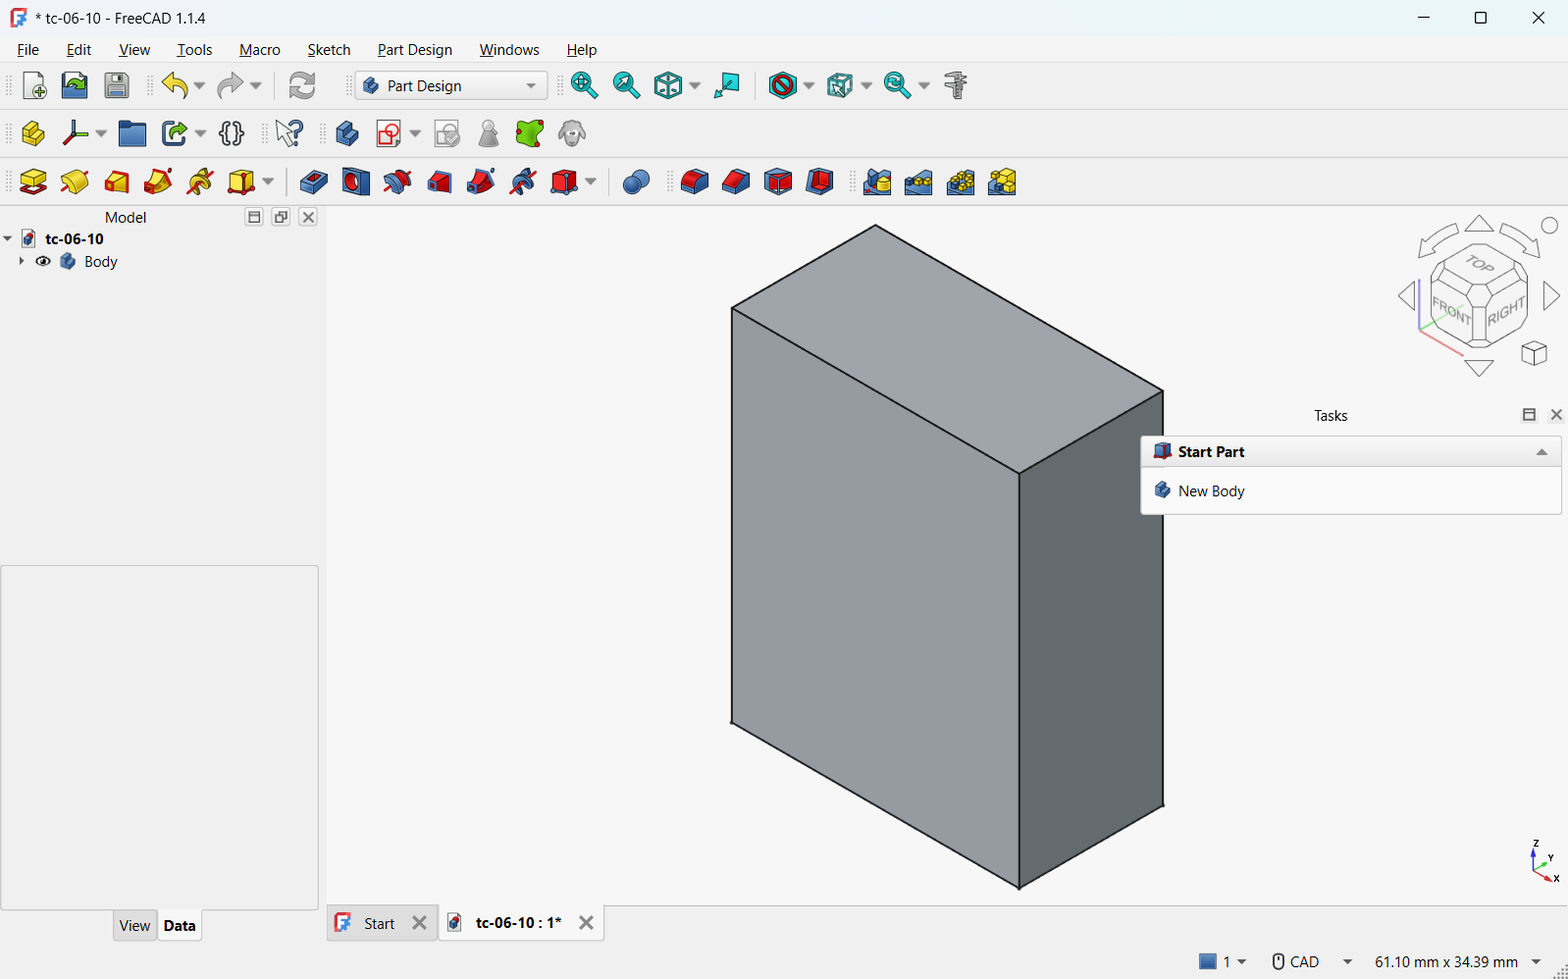 * tc-06-10 - FreeCAD 1.1.4
File Edit View Tools Macro Sketch Part Design Windows Help
Part Design
Model
tc-06-10
Body
TOP
FRONT
RIGHT
Tasks
Start Part
New Body
Z
Y
X
View Data
Start
tc-06-10 : 1*
1 CAD 61.10 mm x 34.39 mm